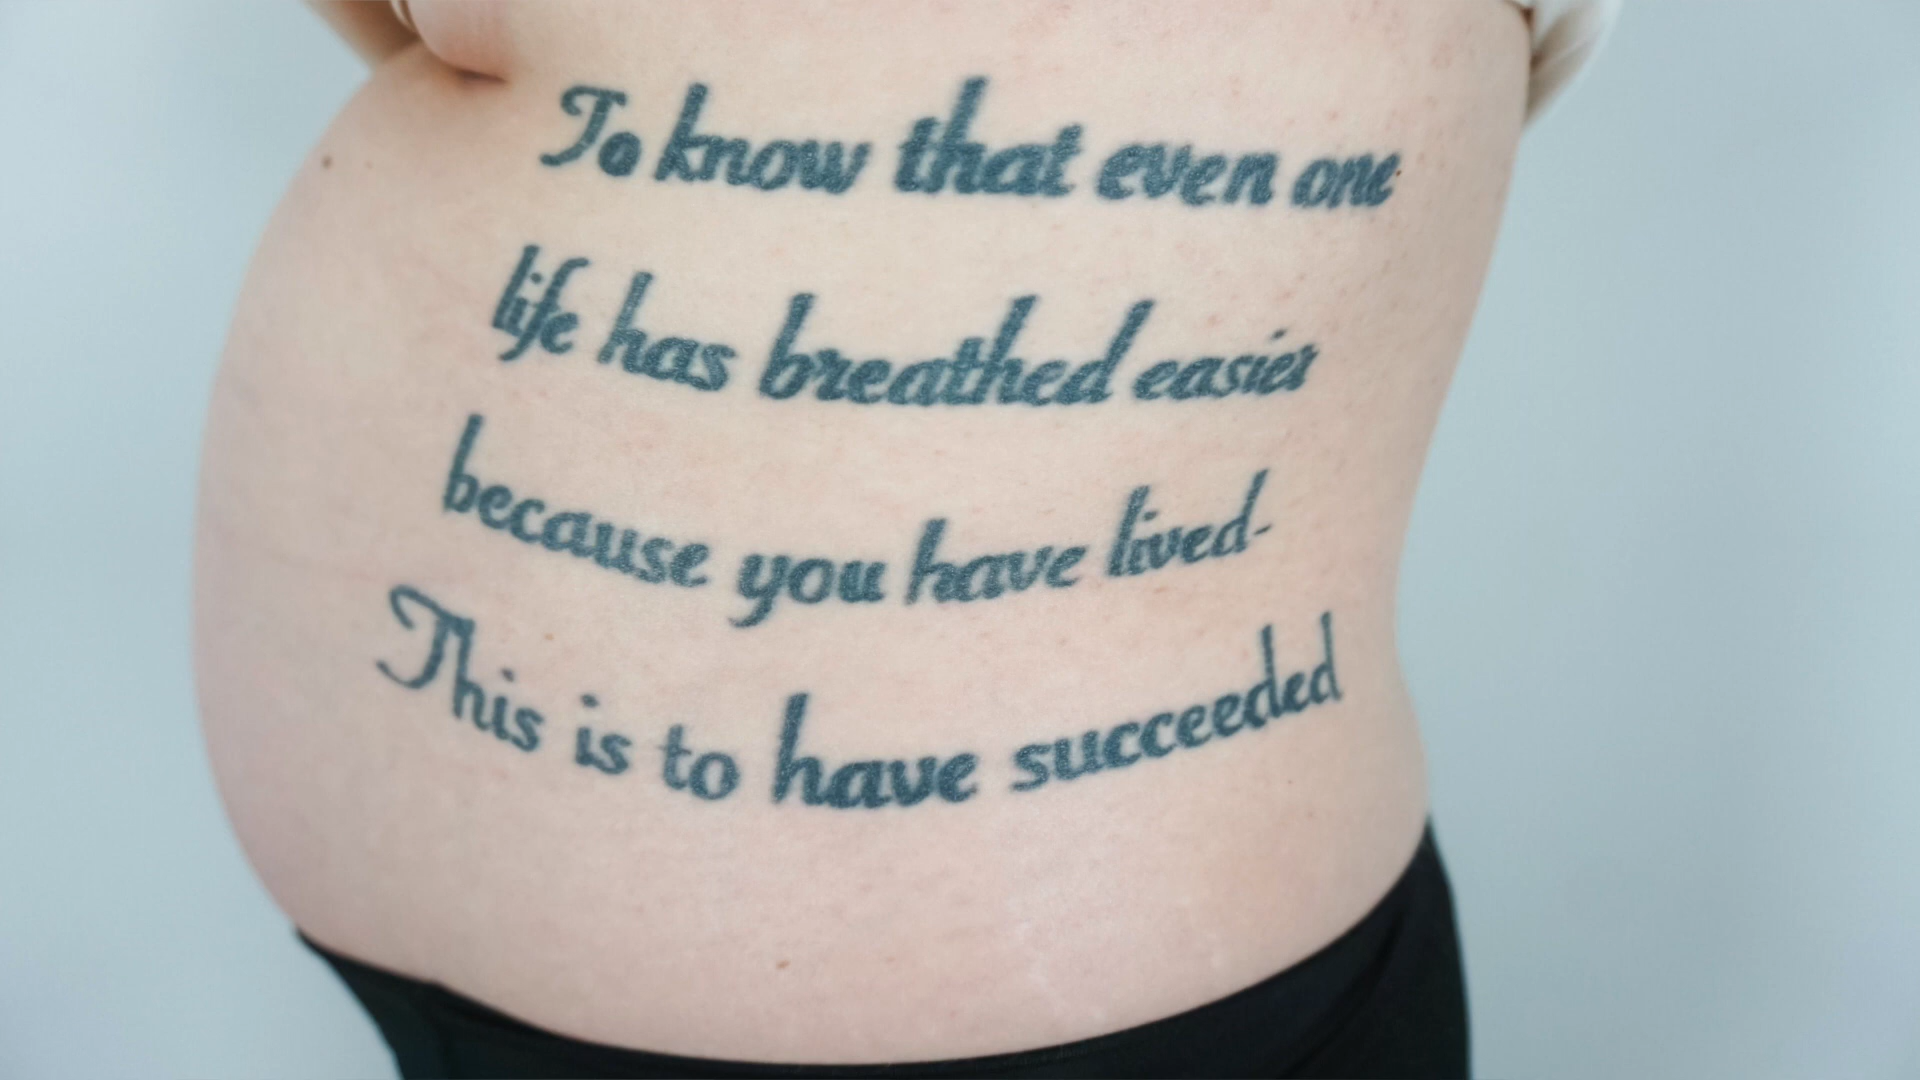 To know that even one
life has breathed easier
because you have lived-
This is to have succeeded